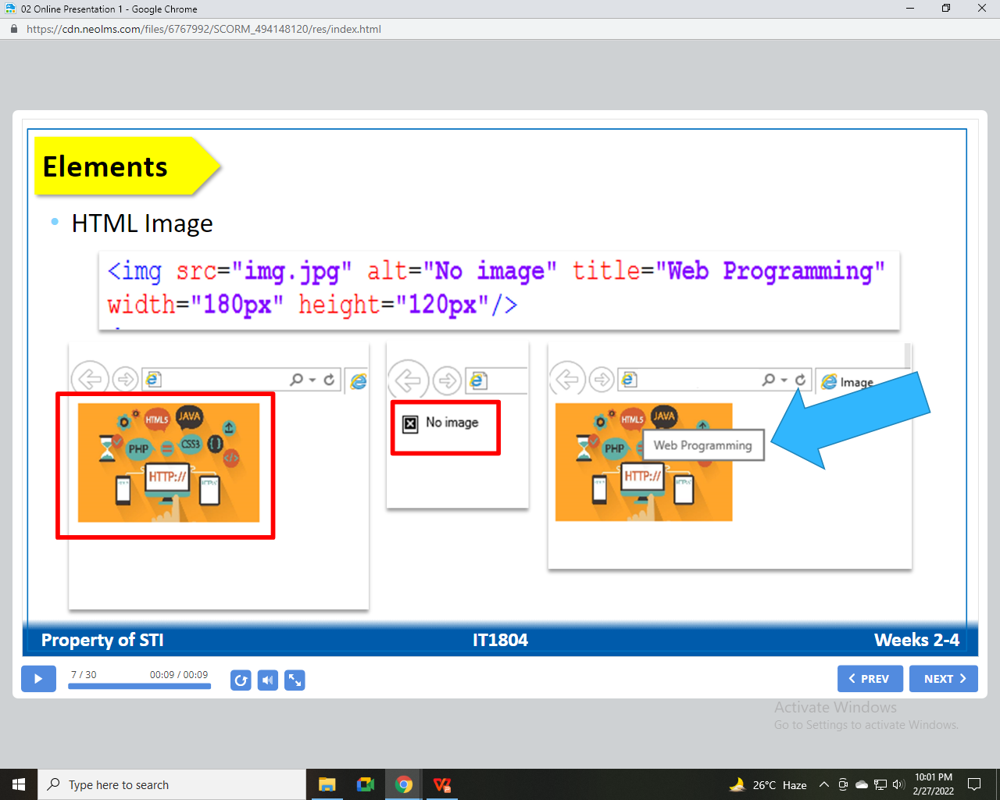 02 Online Presentation 1 - Google Chrome
https://cdn.neolms.com/files/6767992/SCORM_494148120/res/index.html
Elements
• HTML Image
<img src="img.jpg" alt="No image" title="Web Programming"
width="180px" height="120px"/>
HTML5
JAVA
PHP
CSS3
{}
</>
HTTP://
No image
Image
HTML5
JAVA
PHP
Web Programming
HTTP://
Property of STI
IT1804
Weeks 2-4
7 / 30
00:09 / 00:09
PREV
NEXT
Activate Windows
Go to Settings to activate Windows.
Type here to search
26°C Haze
10:01 PM
2/27/2022